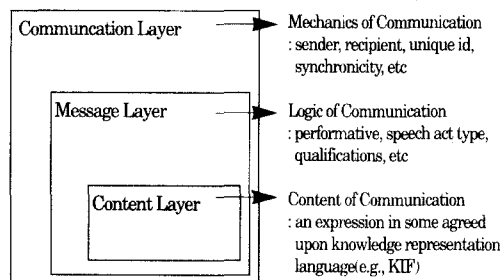 Communcation Layer
Mechanics of Communication
: sender, recipient, unique id,
synchronicity, etc
Message Layer
Logic of Communication
: performative, speech act type,
qualifications, etc
Content Layer
Content of Communication
: an expression in some agreed
upon knowledge representation
language(e.g., KIF)